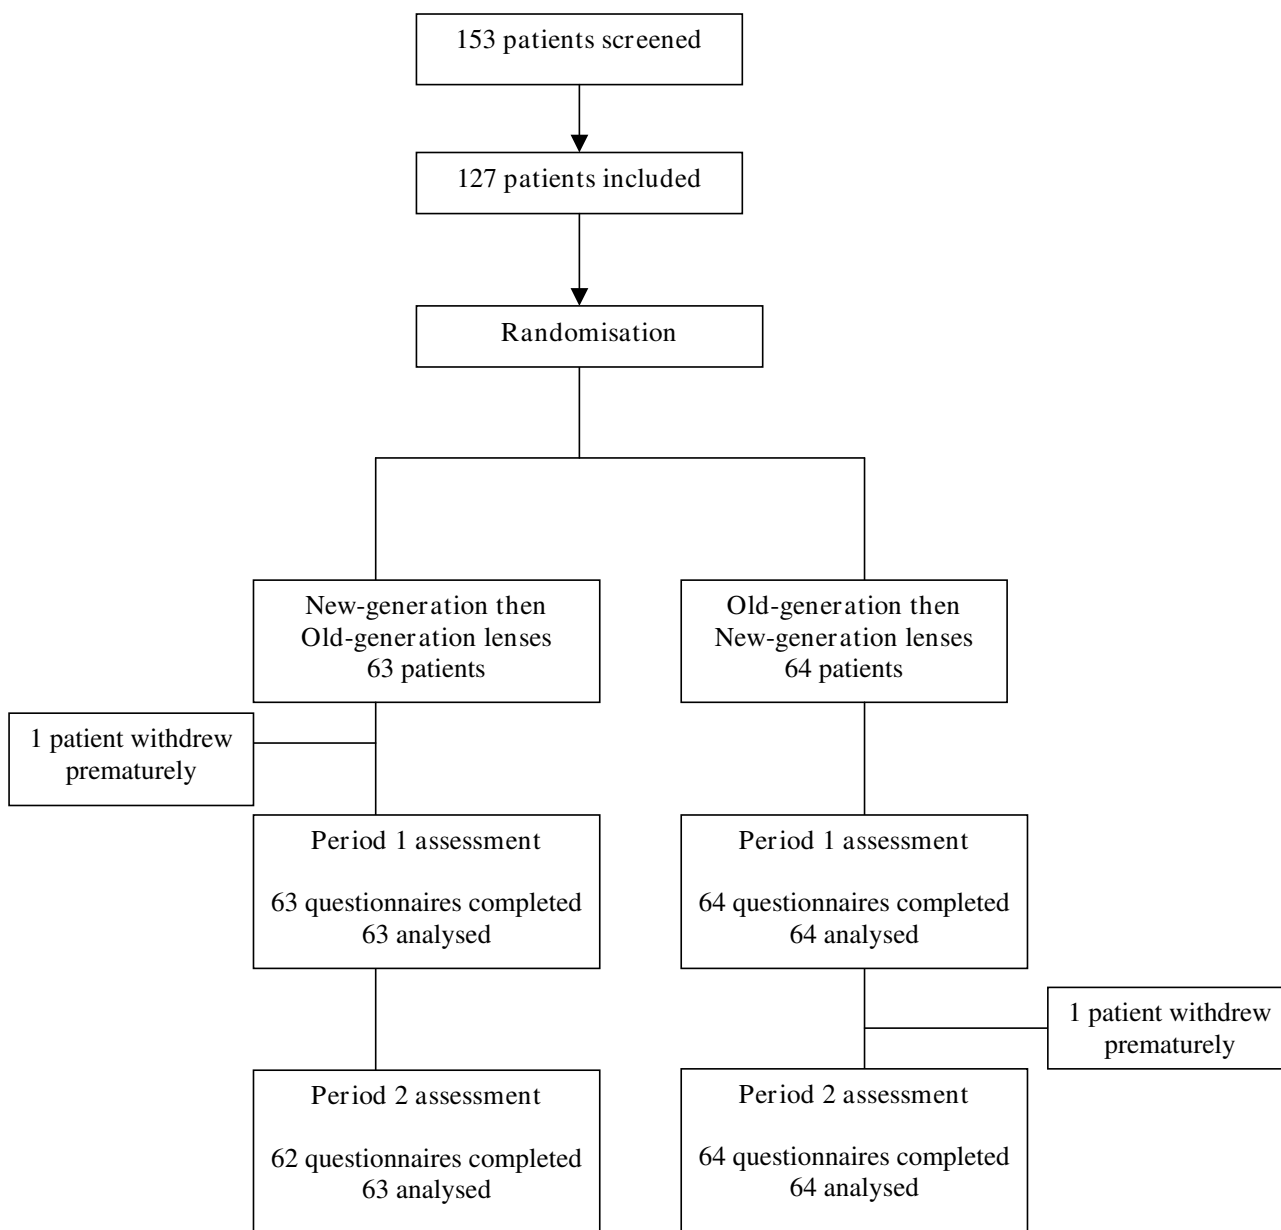 153 patients screened
127 patients included
Randomisation
New-generation then
Old-generation lenses
63 patients
Old-generation then
New-generation lenses
64 patients
1 patient withdrew
prematurely
Period 1 assessment
63 questionnaires completed
63 analysed
Period 1 assessment
64 questionnaires completed
64 analysed
1 patient withdrew
prematurely
Period 2 assessment
62 questionnaires completed
63 analysed
Period 2 assessment
64 questionnaires completed
64 analysed